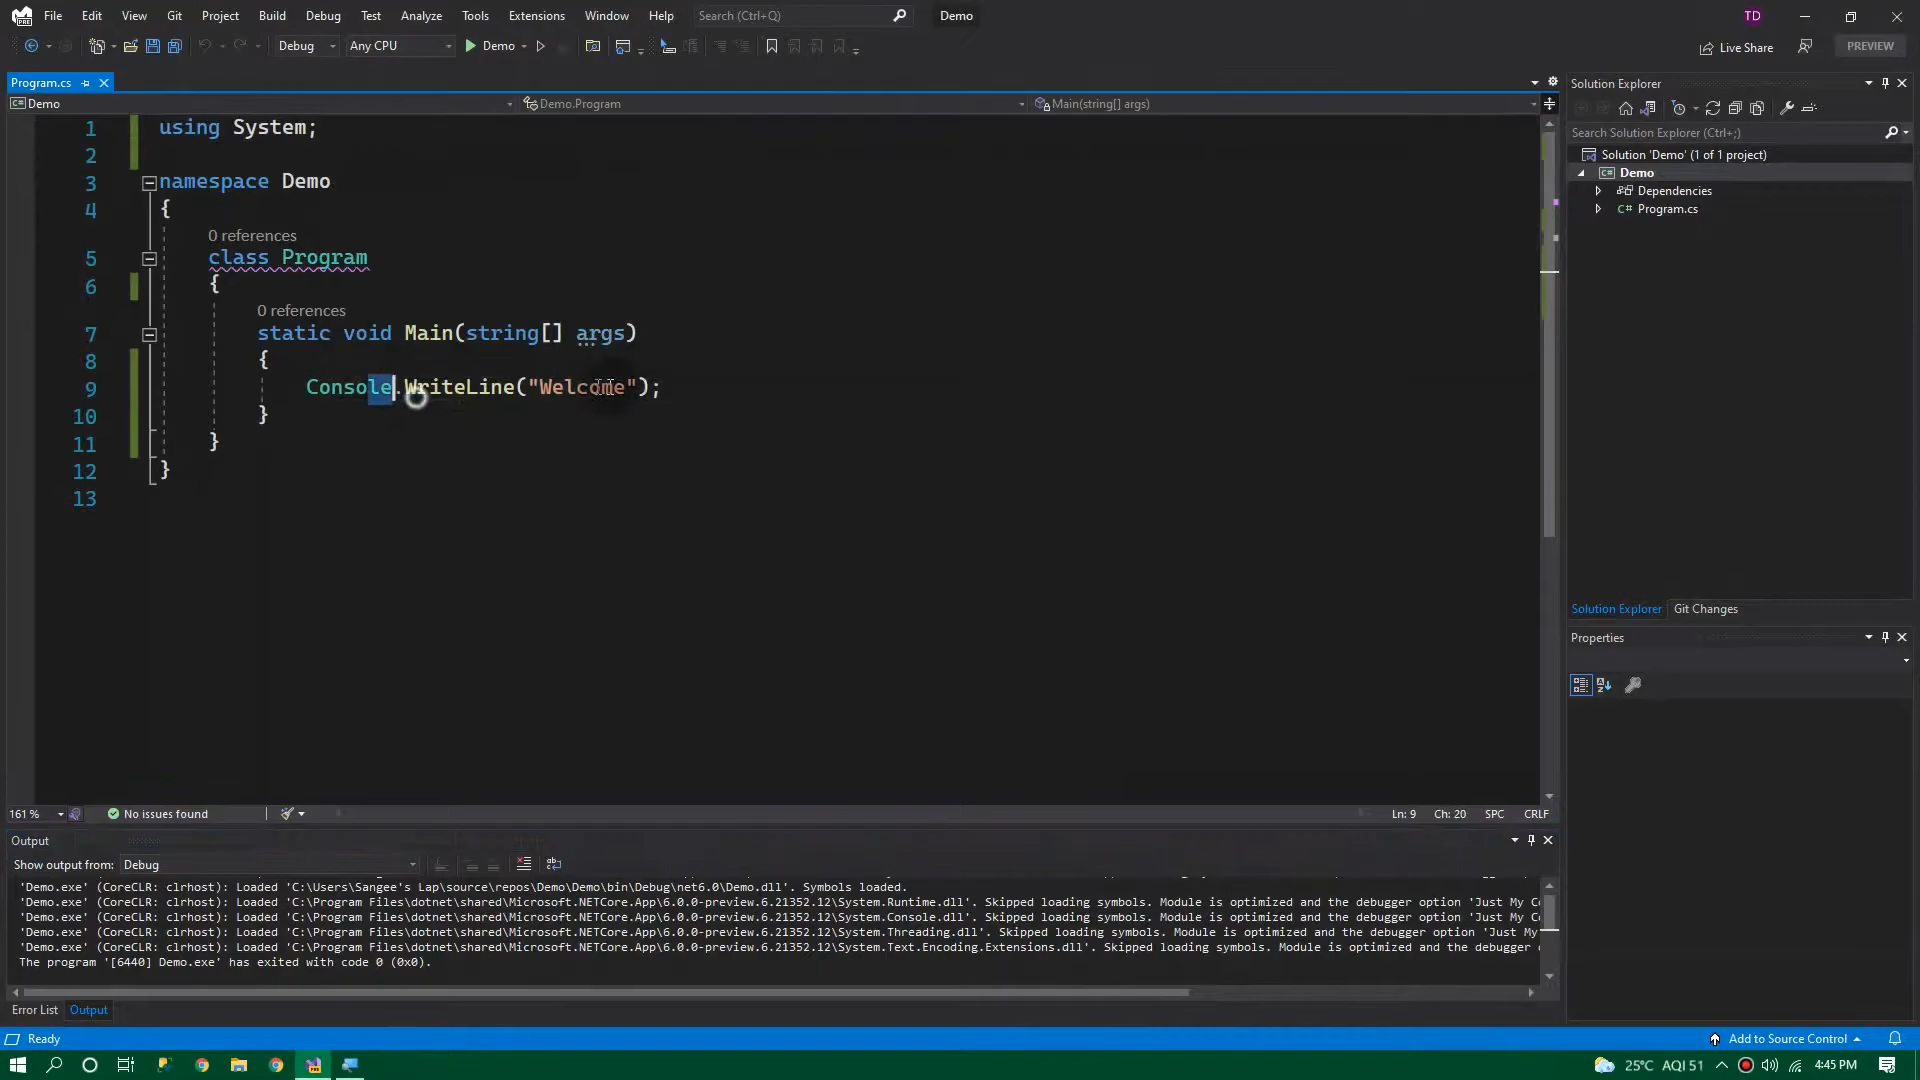 File Edit View Git Project Build Debug Test Analyze Tools Extensions Window Help Search (Ctrl+Q) Demo TD
Debug Any CPU Demo Live Share PREVIEW
Program.cs
Demo Demo.Program Main(string[] args)
1 using System;
2
3 namespace Demo
4 {
0 references
5 class Program
6 {
0 references
7 static void Main(string[] args)
8 {
9 Console.WriteLine("Welcome");
10 }
11 }
12 }
13
161 % No issues found Ln: 9 Ch: 20 SPC CRLF
Solution Explorer
Search Solution Explorer (Ctrl+;)
Solution 'Demo' (1 of 1 project)
Demo
Dependencies
C# Program.cs
Solution Explorer Git Changes
Properties
Output
Show output from: Debug
'Demo.exe' (CoreCLR: clrhost): Loaded 'C:\Users\Sangee's Lap\source\repos\Demo\Demo\bin\Debug\net6.0\Demo.dll'. Symbols loaded.
'Demo.exe' (CoreCLR: clrhost): Loaded 'C:\Program Files\dotnet\shared\Microsoft.NETCore.App\6.0.0-preview.6.21352.12\System.Runtime.dll'. Skipped loading symbols. Module is optimized and the debugger option 'Just My Co
'Demo.exe' (CoreCLR: clrhost): Loaded 'C:\Program Files\dotnet\shared\Microsoft.NETCore.App\6.0.0-preview.6.21352.12\System.Console.dll'. Skipped loading symbols. Module is optimized and the debugger option 'Just My Co
'Demo.exe' (CoreCLR: clrhost): Loaded 'C:\Program Files\dotnet\shared\Microsoft.NETCore.App\6.0.0-preview.6.21352.12\System.Threading.dll'. Skipped loading symbols. Module is optimized and the debugger option 'Just My
'Demo.exe' (CoreCLR: clrhost): Loaded 'C:\Program Files\dotnet\shared\Microsoft.NETCore.App\6.0.0-preview.6.21352.12\System.Text.Encoding.Extensions.dll'. Skipped loading symbols. Module is optimized and the debugger
The program '[6440] Demo.exe' has exited with code 0 (0x0).
Error List Output
Ready Add to Source Control
25°C AQI 51 4:45 PM